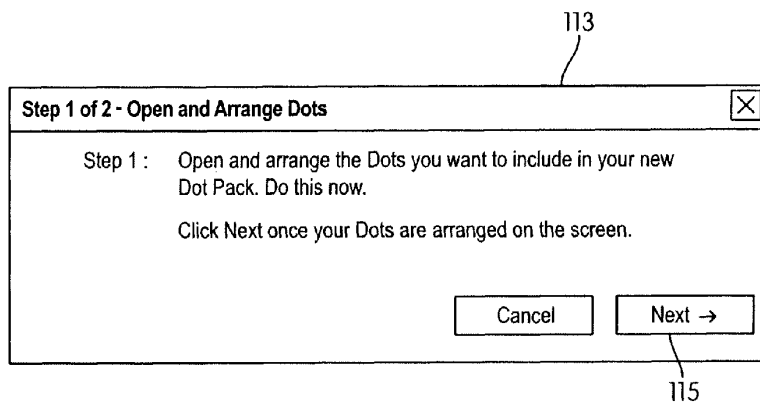 113
Step 1 of 2 - Open and Arrange Dots
Step 1 : Open and arrange the Dots you want to include in your new
Dot Pack. Do this now.
Click Next once your Dots are arranged on the screen.
Cancel Next →
115